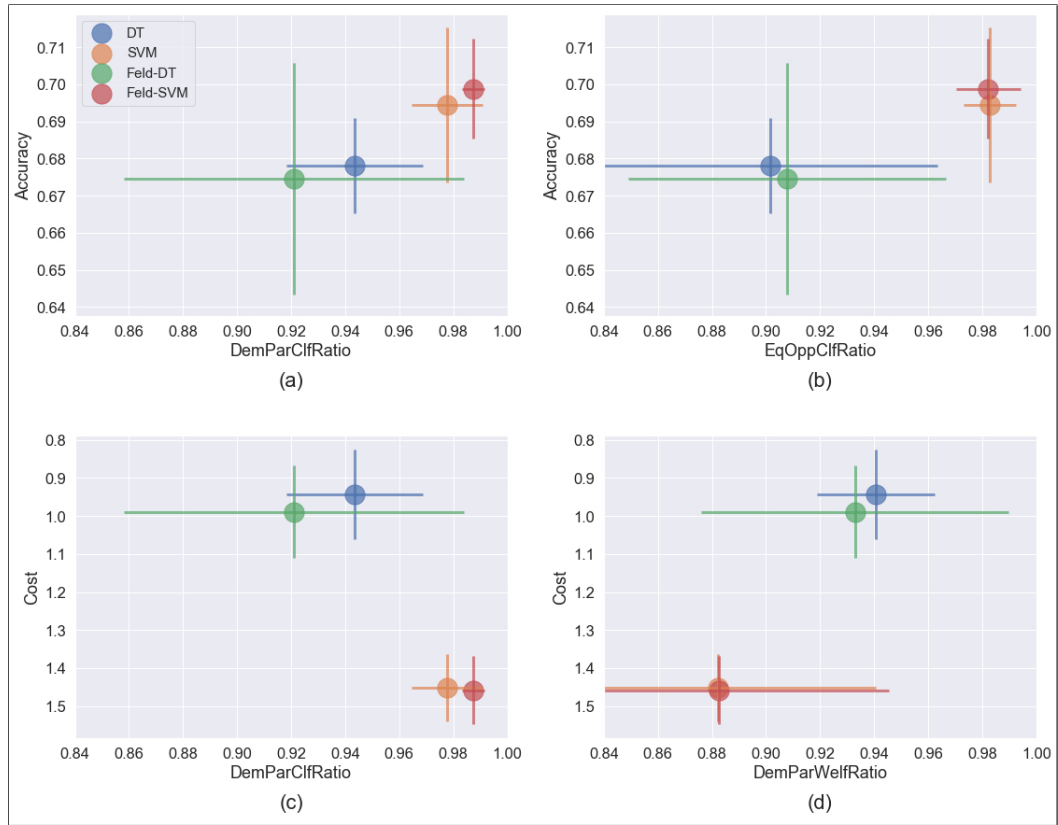 DT
SVM
Feld-DT
Feld-SVM
0.71
0.70
0.69
0.68
0.67
0.66
0.65
0.64
Accuracy
0.84 0.86 0.88 0.90 0.92 0.94 0.96 0.98 1.00
DemParClfRatio
(a)
0.71
0.70
0.69
0.68
0.67
0.66
0.65
0.64
Accuracy
0.84 0.86 0.88 0.90 0.92 0.94 0.96 0.98 1.00
EqOppClfRatio
(b)
0.8
0.9
1.0
1.1
1.2
1.3
1.4
1.5
Cost
0.84 0.86 0.88 0.90 0.92 0.94 0.96 0.98 1.00
DemParClfRatio
(c)
0.8
0.9
1.0
1.1
1.2
1.3
1.4
1.5
Cost
0.84 0.86 0.88 0.90 0.92 0.94 0.96 0.98 1.00
DemParWelfRatio
(d)